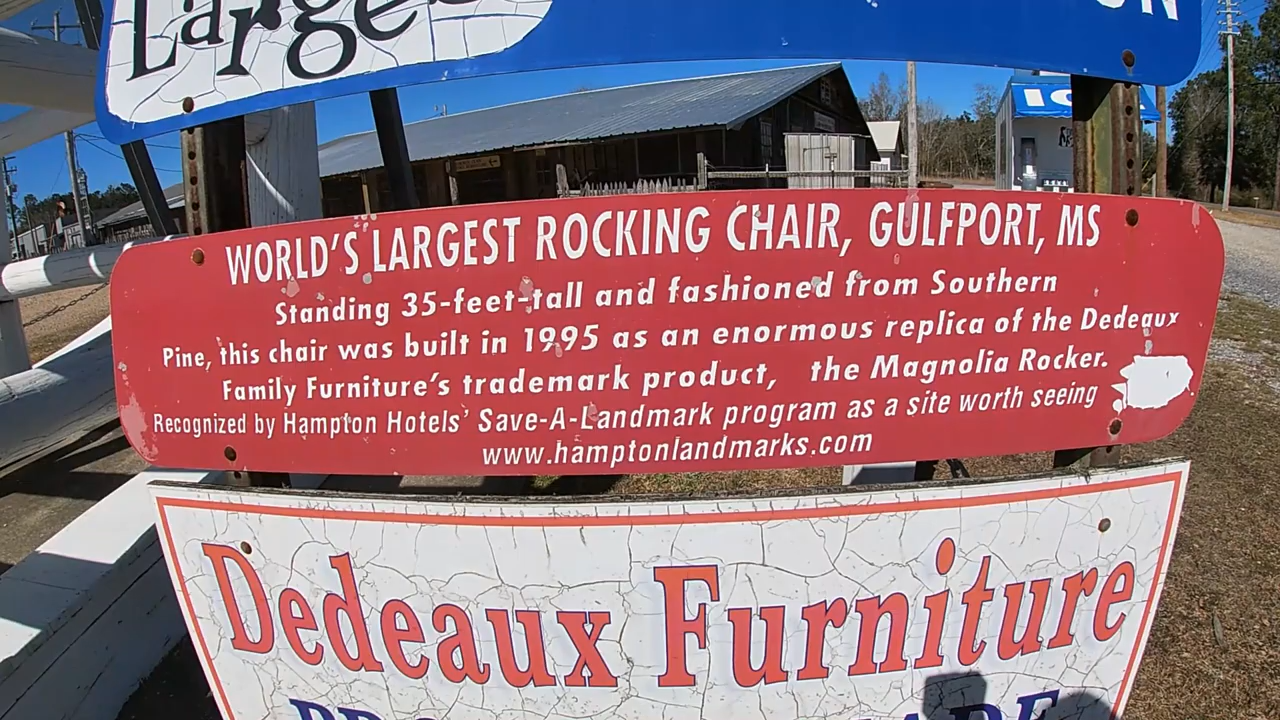 Largest
WORLD'S LARGEST ROCKING CHAIR, GULFPORT, MS
Standing 35-feet-tall and fashioned from Southern
Pine, this chair was built in 1995 as an enormous replica of the Dedeaux
Family Furniture's trademark product, the Magnolia Rocker.
Recognized by Hampton Hotels' Save-A-Landmark program as a site worth seeing
www.hamptonlandmarks.com
Dedeaux Furniture